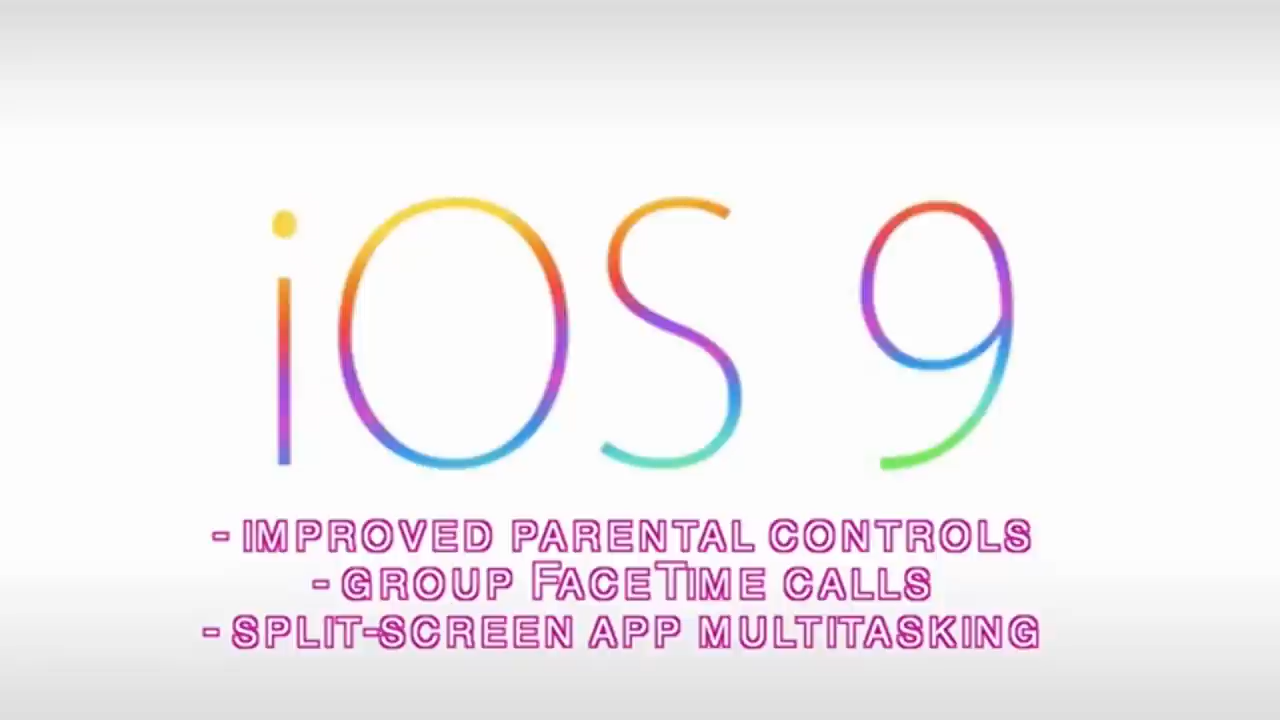 iOS 9
- IMPROVED PARENTAL CONTROLS
- GROUP FACETIME CALLS
- SPLIT-SCREEN APP MULTITASKING